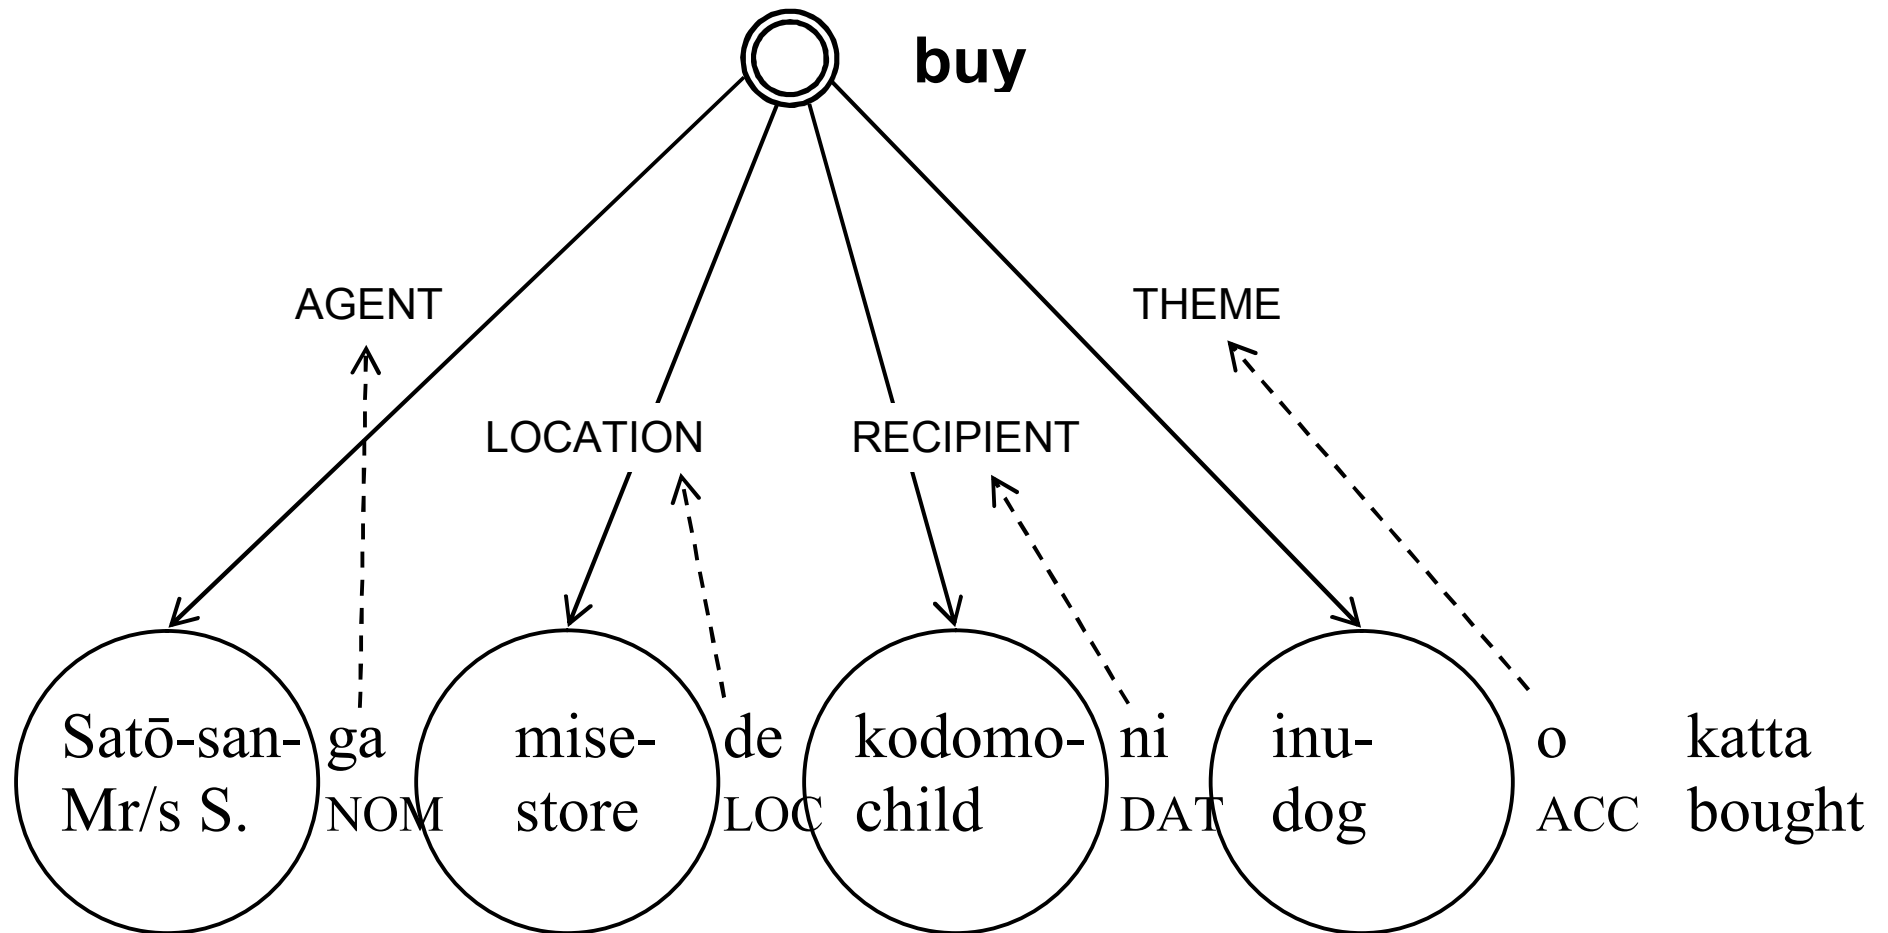 buy
AGENT THEME
LOCATION RECIPIENT
Satō-san- ga mise- de kodomo- ni inu- o katta
Mr/s S. NOM store LOC child DAT dog ACC bought